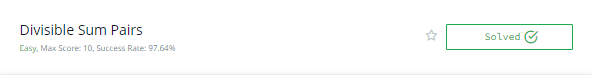 Divisible Sum Pairs
Easy, Max Score: 10, Success Rate: 97.64%
Solved